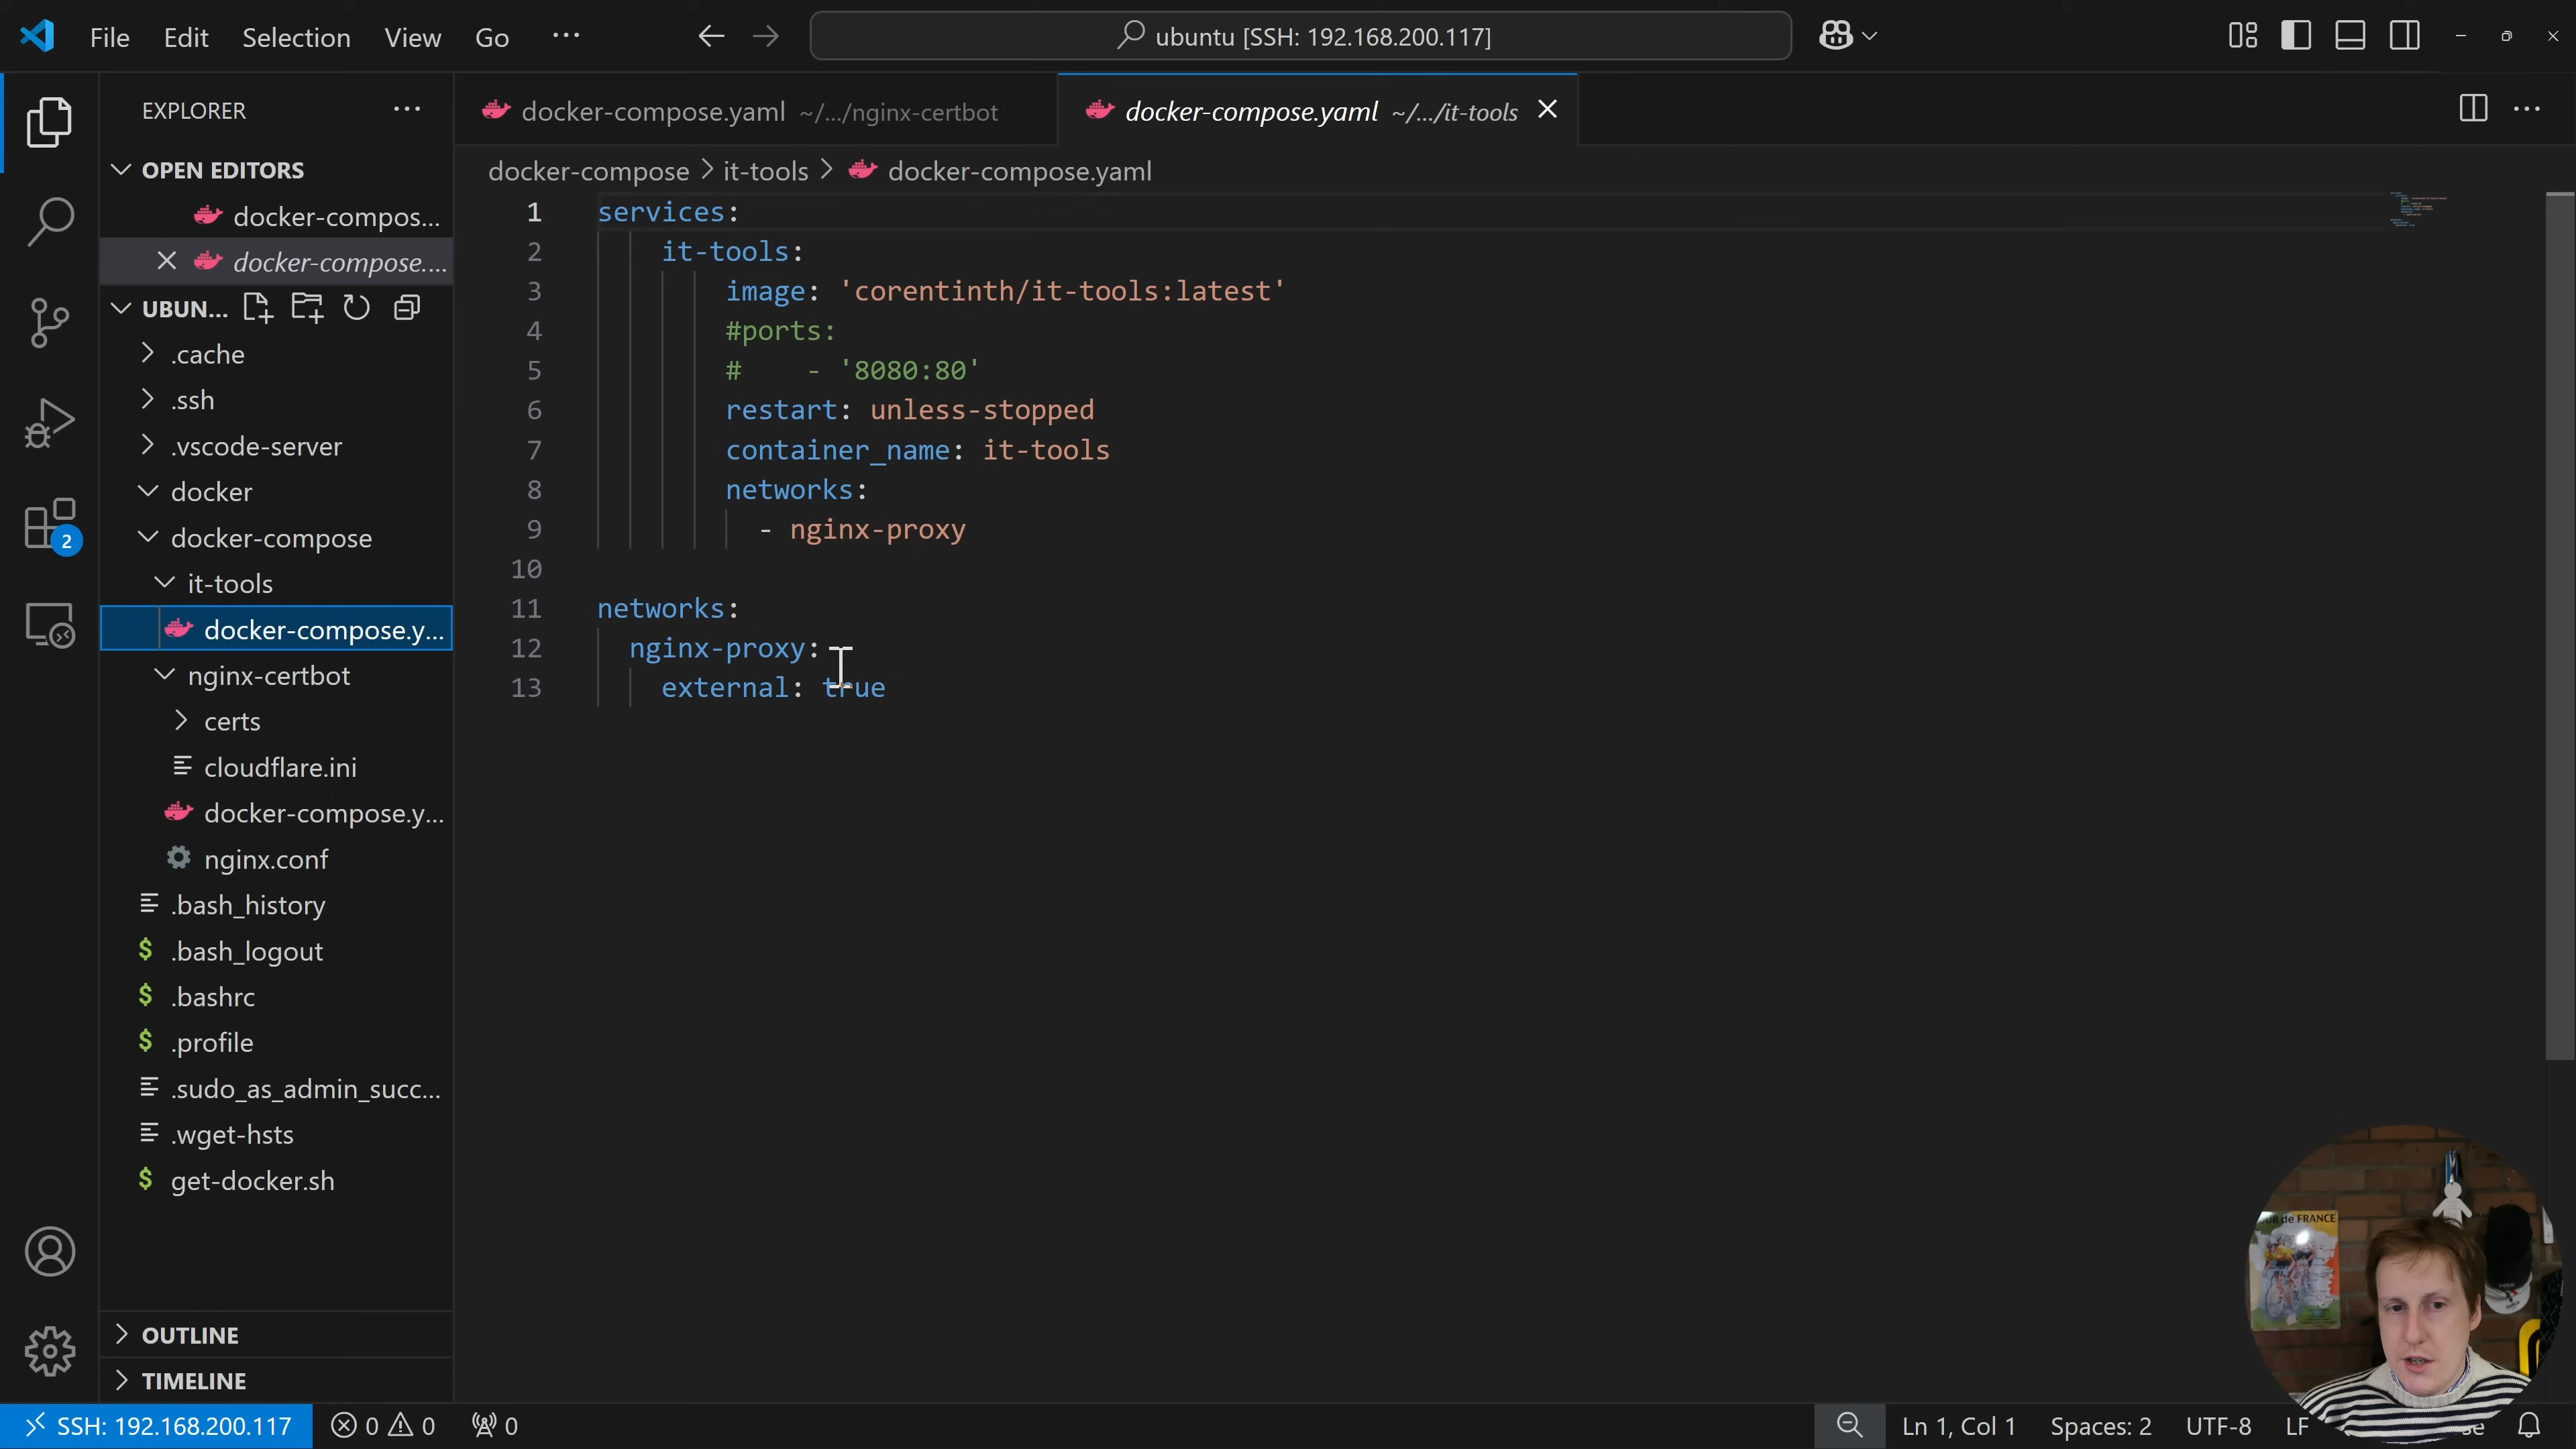 File Edit Selection View Go ···
ubuntu [SSH: 192.168.200.117]
EXPLORER
OPEN EDITORS
docker-compos...
docker-compose....
UBUN...
.cache
.ssh
.vscode-server
docker
docker-compose
it-tools
docker-compose.y...
nginx-certbot
certs
cloudflare.ini
docker-compose.y...
nginx.conf
.bash_history
.bash_logout
.bashrc
.profile
.sudo_as_admin_succ...
.wget-hsts
get-docker.sh
OUTLINE
TIMELINE
2
docker-compose.yaml ~/.../nginx-certbot
docker-compose.yaml ~/.../it-tools
docker-compose > it-tools > docker-compose.yaml
1 services:
2 it-tools:
3 image: 'corentinth/it-tools:latest'
4 #ports:
5 # - '8080:80'
6 restart: unless-stopped
7 container_name: it-tools
8 networks:
9 - nginx-proxy
10
11 networks:
12 nginx-proxy:
13 external: true
DE FRANCE
SSH: 192.168.200.117 0 0 0
Ln 1, Col 1 Spaces: 2 UTF-8 LF